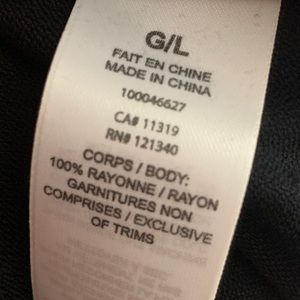 G/L
FAIT EN CHINE
MADE IN CHINA
100046627
CA# 11319
RN# 121340
CORPS / BODY:
100% RAYONNE / RAYON
GARNITURES NON
COMPRISES / EXCLUSIVE
OF TRIMS